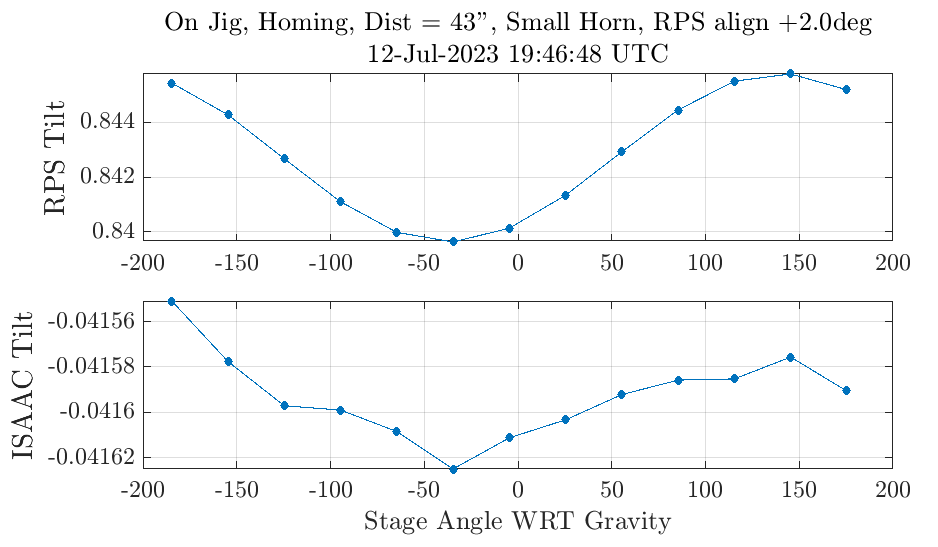 On Jig, Homing, Dist = 43”, Small Horn, RPS align +2.0deg
12-Jul-2023 19:46:48 UTC
RPS Tilt
0.844
0.842
0.84
-200 -150 -100 -50 0 50 100 150 200
ISAAC Tilt
-0.04156
-0.04158
-0.0416
-0.04162
-200 -150 -100 -50 0 50 100 150 200
Stage Angle WRT Gravity